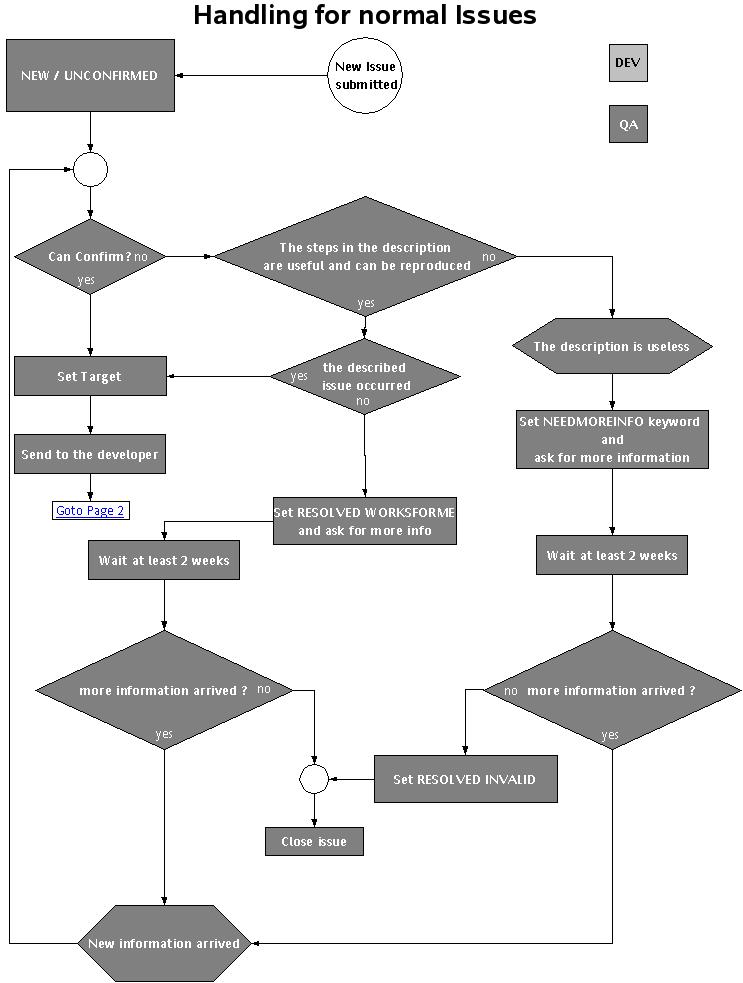 Handling for normal Issues
NEW / UNCONFIRMED
New Issue
submitted
DEV
QA
Can Confirm? no
yes
The steps in the description
are useful and can be reproduced
no
yes
The description is useless
Set Target
yes
the described
issue occurred
no
Set NEEDMOREINFO keyword
and
ask for more information
Send to the developer
Goto Page 2
Set RESOLVED WORKSFORME
and ask for more info
Wait at least 2 weeks
Wait at least 2 weeks
more information arrived ? no
yes
no more information arrived ?
yes
Set RESOLVED INVALID
Close issue
New information arrived